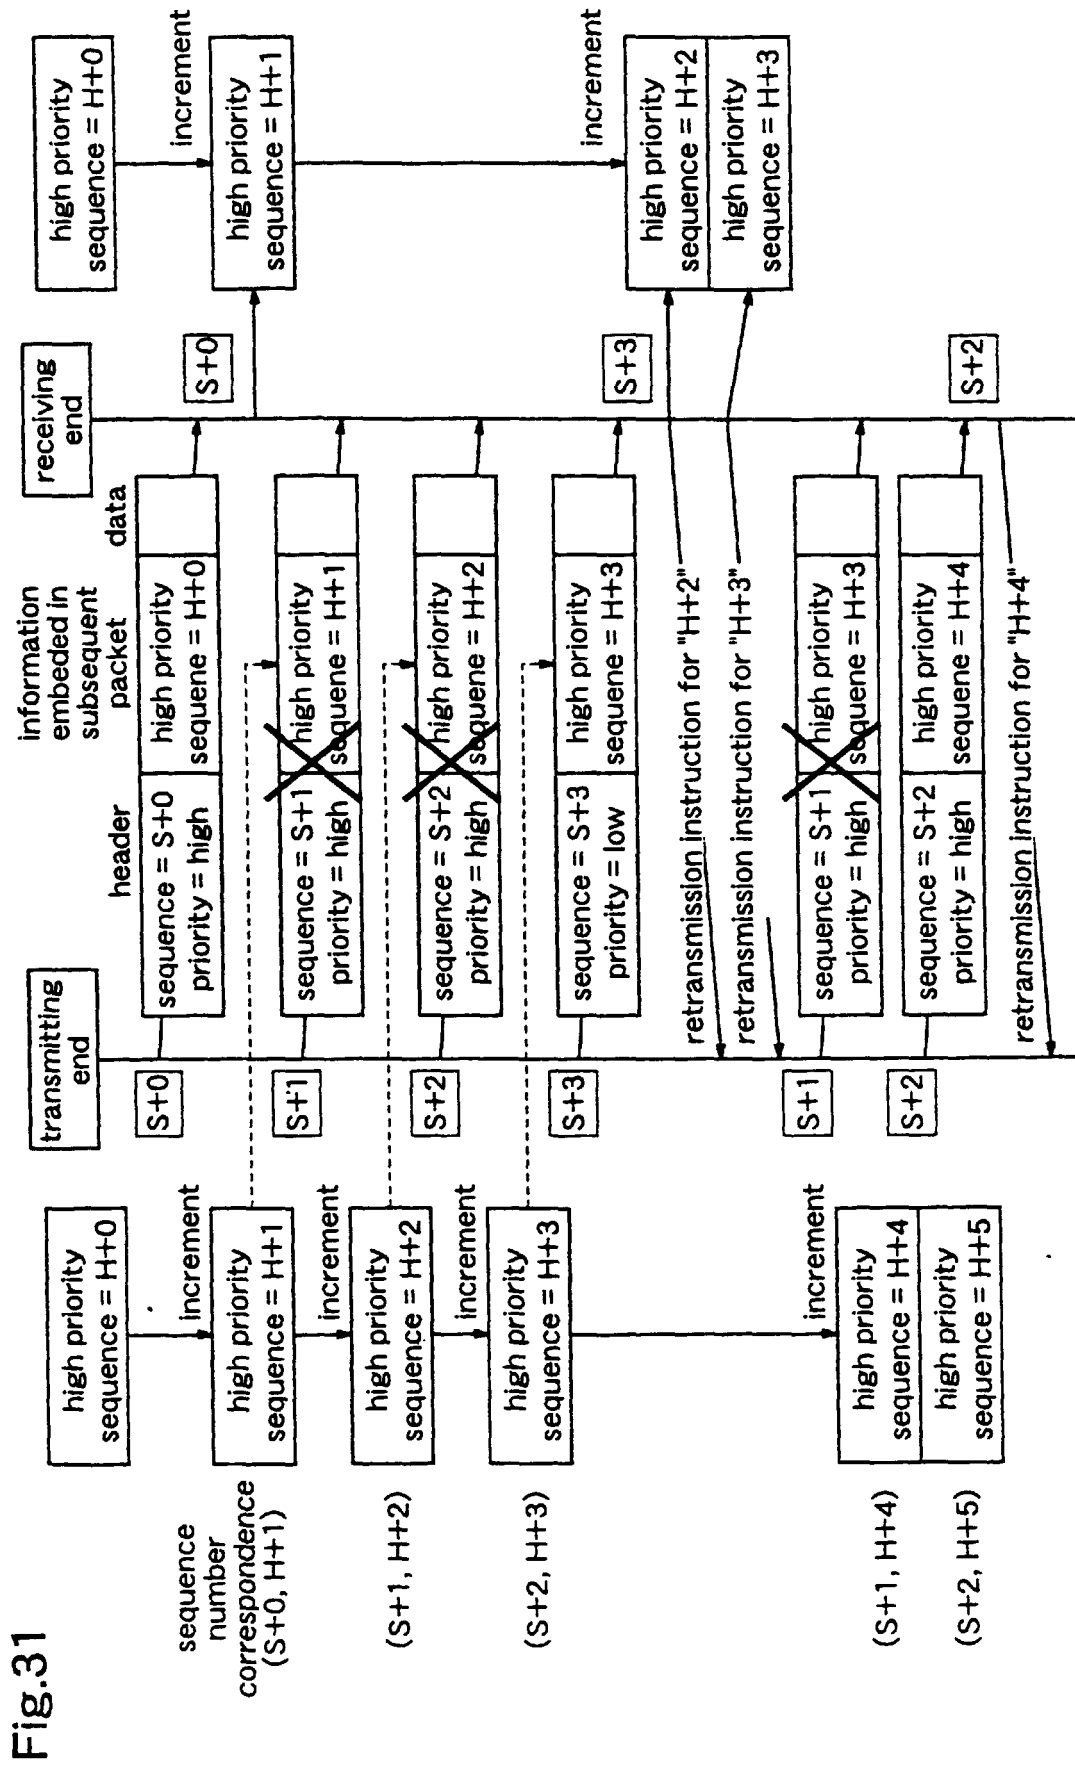 Fig.31
sequence
number
correspondence
(S+0, H+1)
(S+1, H+2)
(S+2, H+3)
(S+1, H+4)
(S+2, H+5)
high priority
sequence = H+0
increment
high priority
sequence = H+1
increment
high priority
sequence = H+2
increment
high priority
sequence = H+3
increment
high priority
sequence = H+4
high priority
sequence = H+5
transmitting
end
S+0
S+1
S+2
S+3
S+1
S+2
header
information
embeded in
subsequent
packet
data
sequence = S+0
priority = high
high priority
sequene = H+0
sequence = S+1
priority = high
high priority
sequene = H+1
sequence = S+2
priority = high
high priority
sequene = H+2
sequence = S+3
priority = low
high priority
sequene = H+3
retransmission instruction for "H+2"
retransmission instruction for "H+3"
sequence = S+1
priority = high
high priority
sequene = H+3
sequence = S+2
priority = high
high priority
sequene = H+4
retransmission instruction for "H+4"
receiving
end
S+0
S+3
S+2
high priority
sequence = H+0
increment
high priority
sequence = H+1
increment
high priority
sequence = H+2
high priority
sequence = H+3